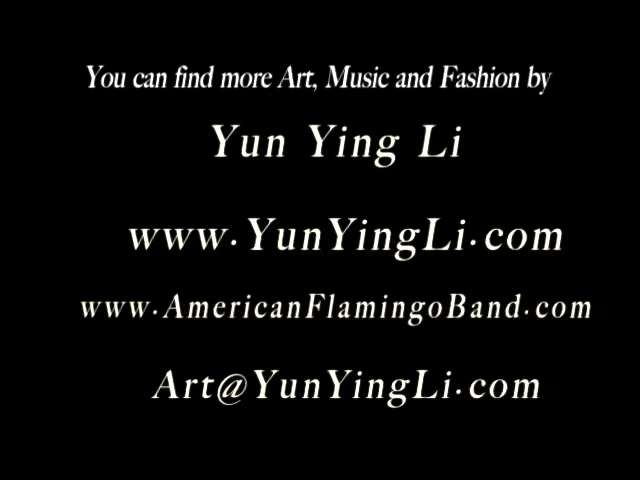 You can find more Art, Music and Fashion by
Yun Ying Li
www.YunYingLi.com
www.AmericanFlamingoBand.com
Art@YunYingLi.com